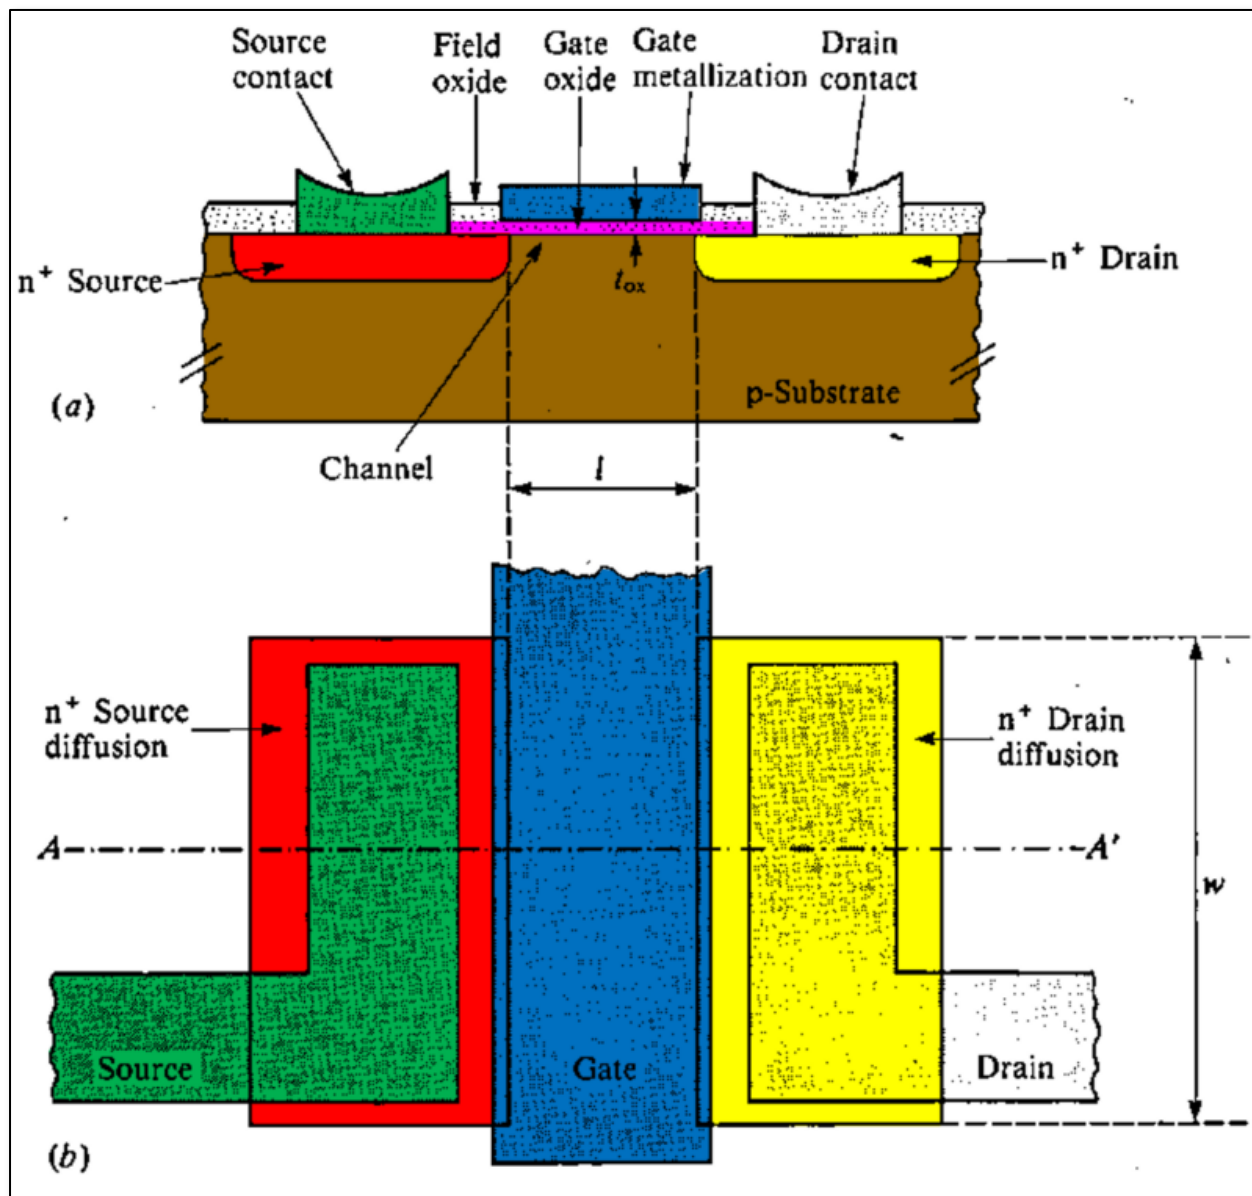 Source
contact
Field
oxide
Gate
oxide
Gate
metallization
Drain
contact
n⁺ Source
tox
n⁺ Drain
p-Substrate
(a)
Channel
l
n⁺ Source
diffusion
n⁺ Drain
diffusion
A
A'
w
Source
Gate
Drain
(b)